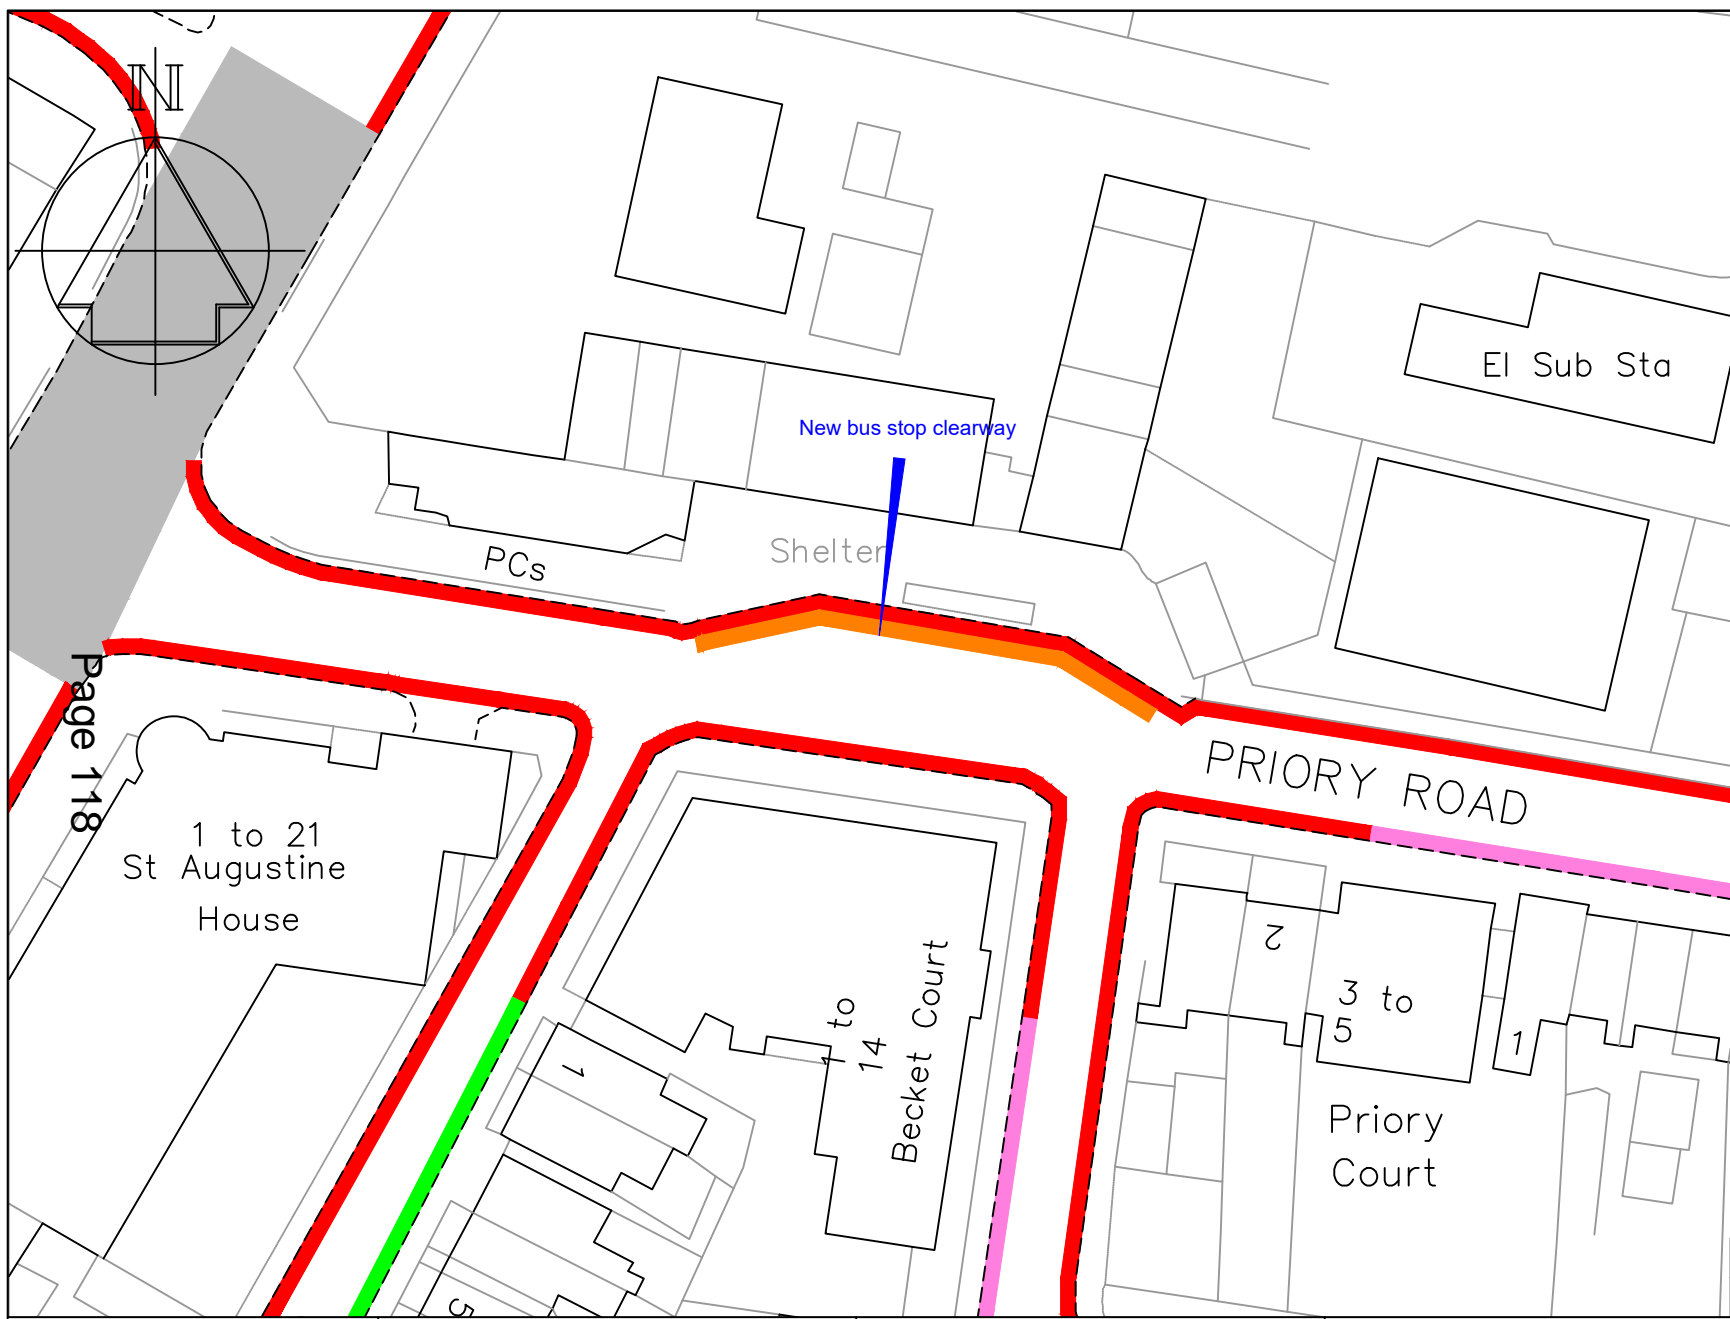 N
El Sub Sta
New bus stop clearway
Shelter
PCs
Page 118
PRIORY ROAD
1 to 21
St Augustine
House
2
3 to
5
1
1 to
14
Becket Court
1
Priory
Court
5